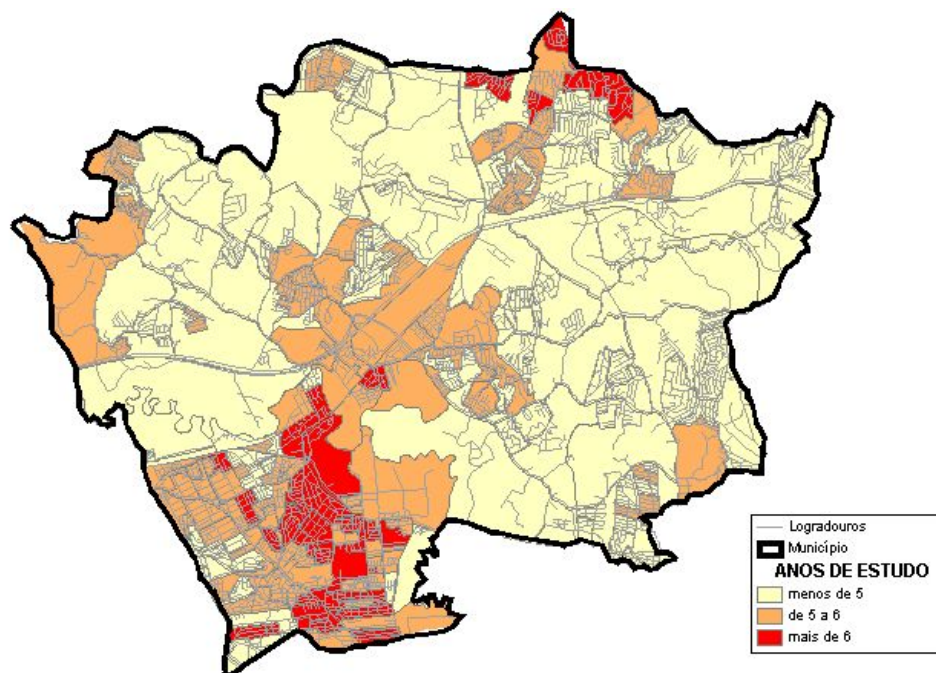 Logradouros
Município
ANOS DE ESTUDO
menos de 5
de 5 a 6
mais de 6